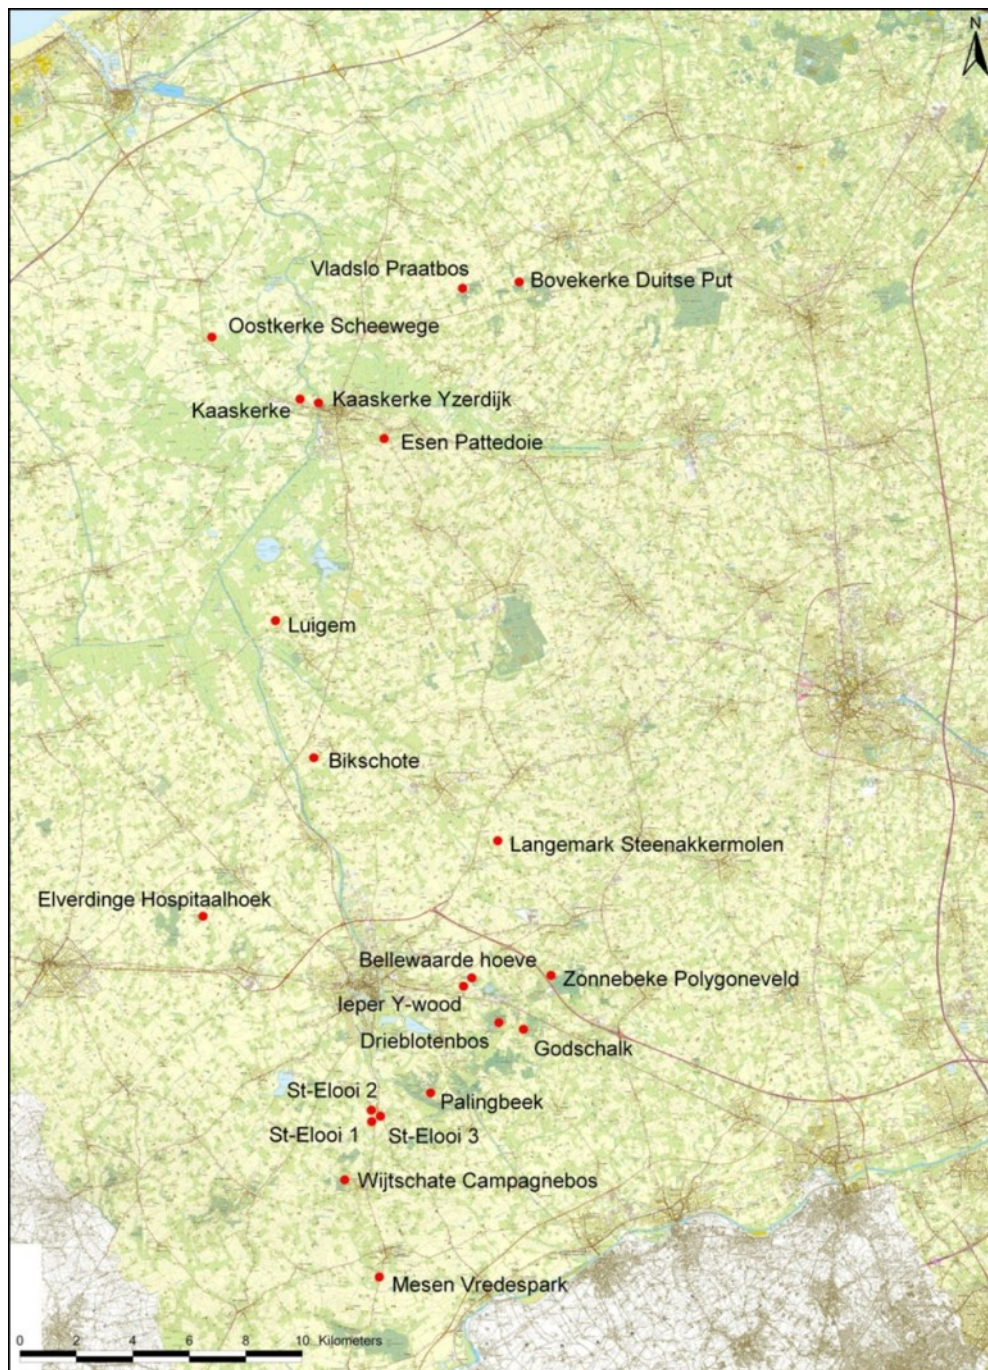 N
Vladslo Praatbos
Bovekerke Duitse Put
Oostkerke Scheewege
Kaaskerke
Kaaskerke Yzerdijk
Esen Pattedoie
Luigem
Bikschote
Langemark Steenakkermolen
Elverdinge Hospitaalhoek
Bellewaarde hoeve
Zonnebeke Polygoneveld
Ieper Y-wood
Drieblotenbos
Godschalk
St-Elooi 2
Palingbeek
St-Elooi 1
St-Elooi 3
Wijtschate Campagnebos
Mesen Vredespark
0 2 4 6 8 10 Kilometers